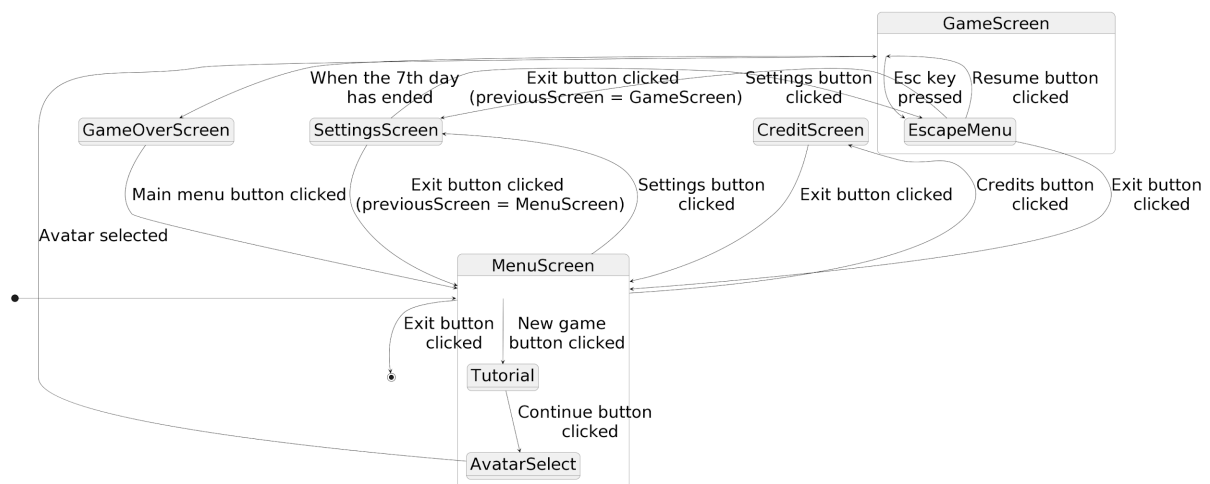 GameScreen
When the 7th day
has ended
Exit button clicked
(previousScreen = GameScreen)
Settings button
clicked
Esc key
pressed
Resume button
clicked
GameOverScreen
SettingsScreen
CreditScreen
EscapeMenu
Main menu button clicked
Exit button clicked
(previousScreen = MenuScreen)
Settings button
clicked
Exit button clicked
Credits button
clicked
Exit button
clicked
Avatar selected
MenuScreen
Exit button
clicked
New game
button clicked
Tutorial
Continue button
clicked
AvatarSelect